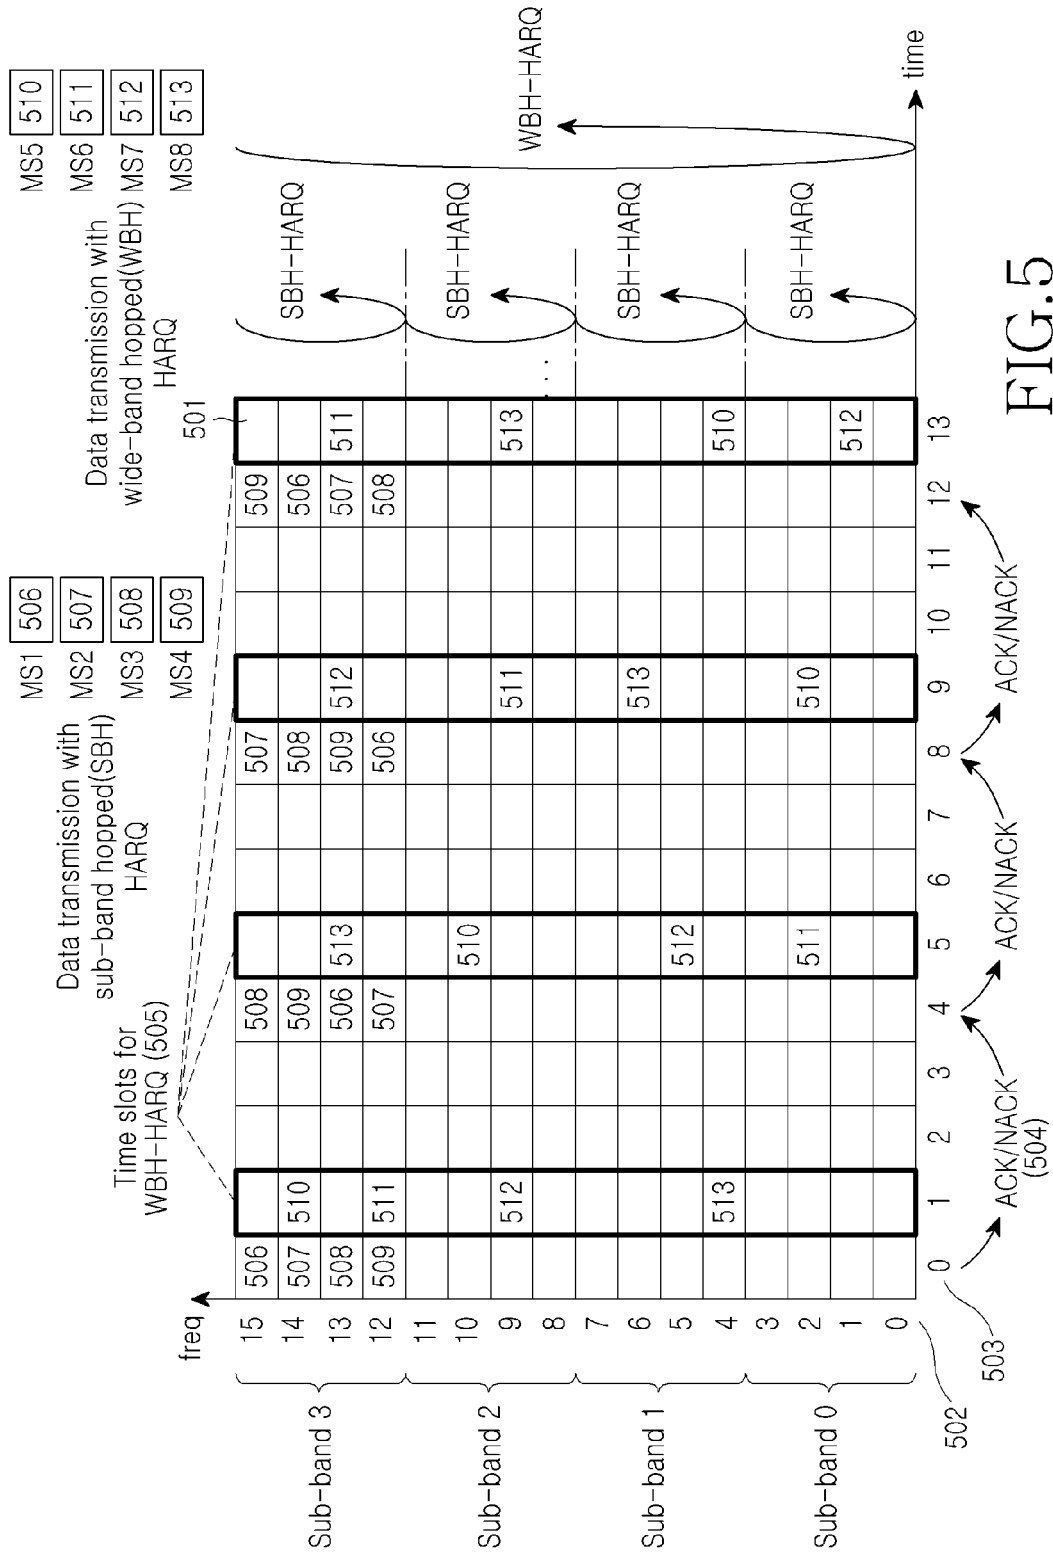 Time slots for
WBH-HARQ (505)
Data transmission with
sub-band hopped(SBH)
HARQ
MS1 506
MS2 507
MS3 508
MS4 509
Data transmission with
wide-band hopped(WBH)
HARQ
MS5 510
MS6 511
MS7 512
MS8 513
501
freq
Sub-band 3
Sub-band 2
Sub-band 1
Sub-band 0
15 506 508 507 509
14 507 510 509 508 506
13 508 506 513 509 512 507 511
12 509 511 507 506 508
11
10 510
9 512 511 513
8 ...
7
6 513
5 512
4 513 510
3
2 511 510
1 512
0
SBH-HARQ
SBH-HARQ
SBH-HARQ
SBH-HARQ
WBH-HARQ
time
0 1 2 3 4 5 6 7 8 9 10 11 12 13
502
503
ACK/NACK
(504)
ACK/NACK
ACK/NACK
FIG.5